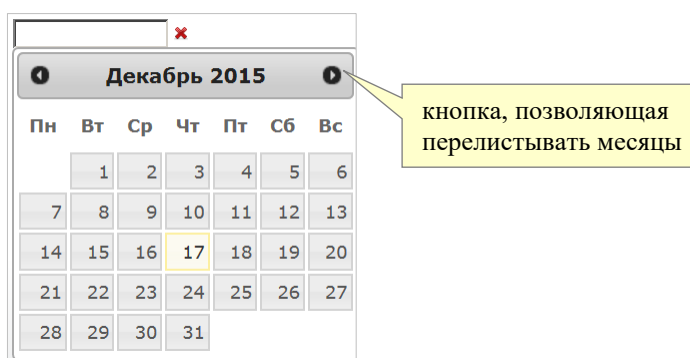 Декабрь 2015
кнопка, позволяющая
перелистывать месяцы
Пн Вт Ср Чт Пт Сб Вс
1 2 3 4 5 6
7 8 9 10 11 12 13
14 15 16 17 18 19 20
21 22 23 24 25 26 27
28 29 30 31